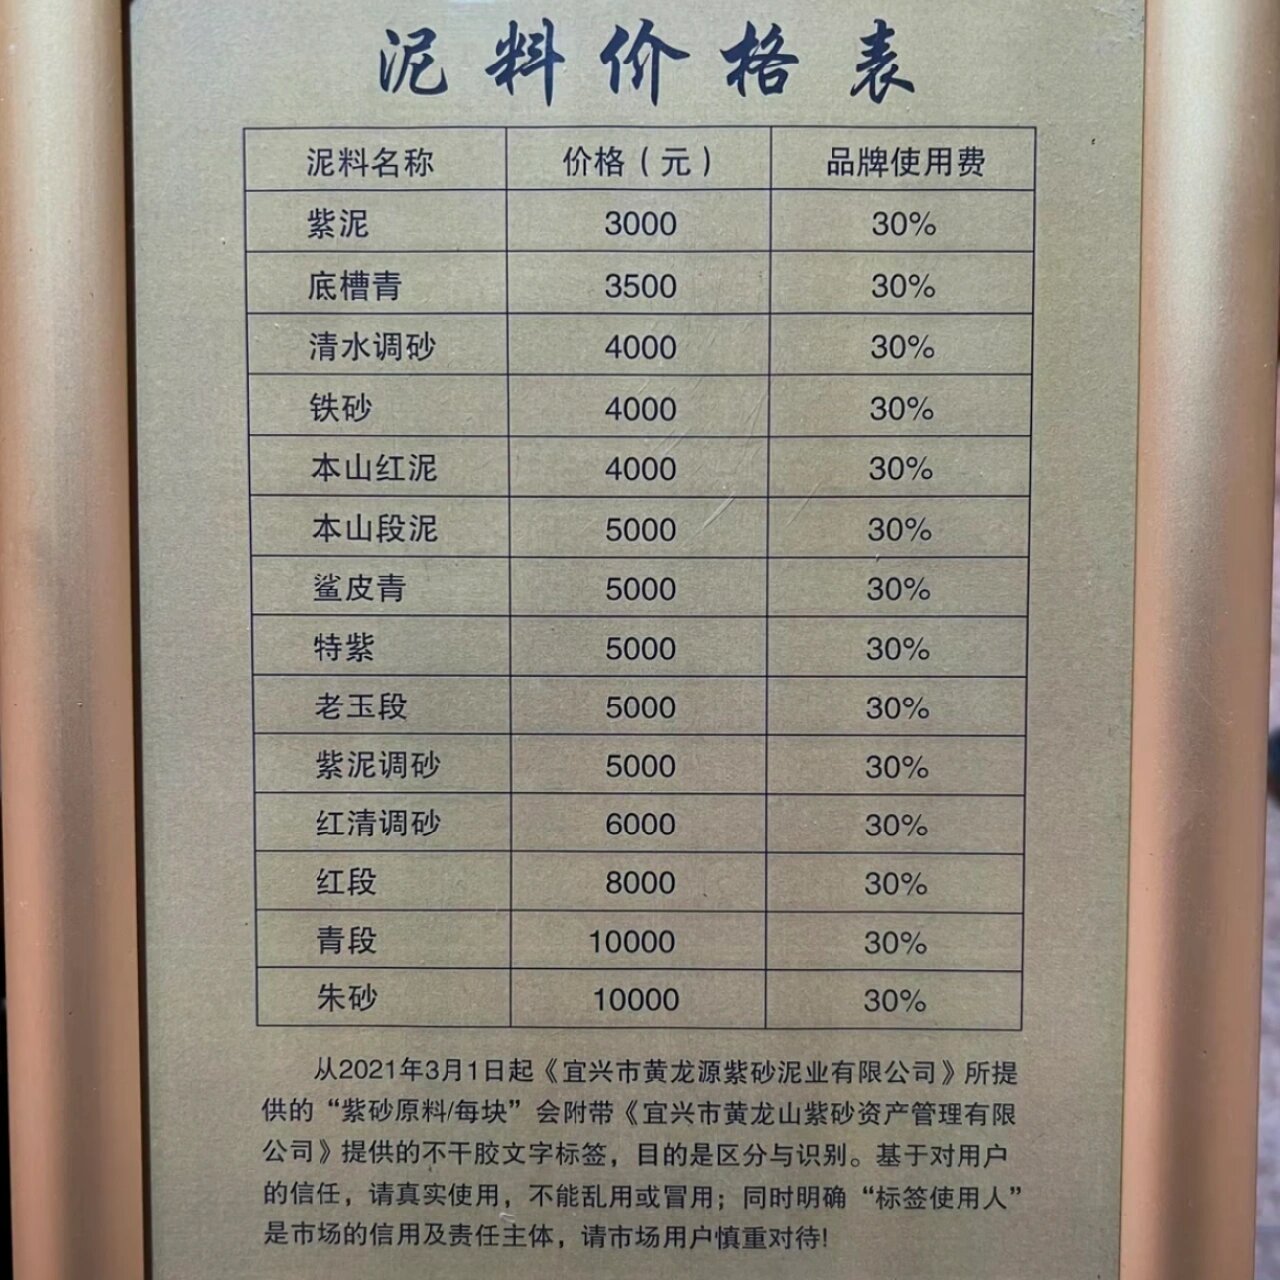 泥料价格表
泥料名称 价格（元） 品牌使用费
紫泥 3000 30%
底槽青 3500 30%
清水调砂 4000 30%
铁砂 4000 30%
本山红泥 4000 30%
本山段泥 5000 30%
鲨皮青 5000 30%
特紫 5000 30%
老玉段 5000 30%
紫泥调砂 5000 30%
红清调砂 6000 30%
红段 8000 30%
青段 10000 30%
朱砂 10000 30%
从2021年3月1日起《宜兴市黄龙源紫砂泥业有限公司》所提
供的“紫砂原料/每块”会附带《宜兴市黄龙山紫砂资产管理有限
公司》提供的不干胶文字标签，目的是区分与识别。基于对用户
的信任，请真实使用，不能乱用或冒用；同时明确“标签使用人”
是市场的信用及责任主体，请市场用户慎重对待!